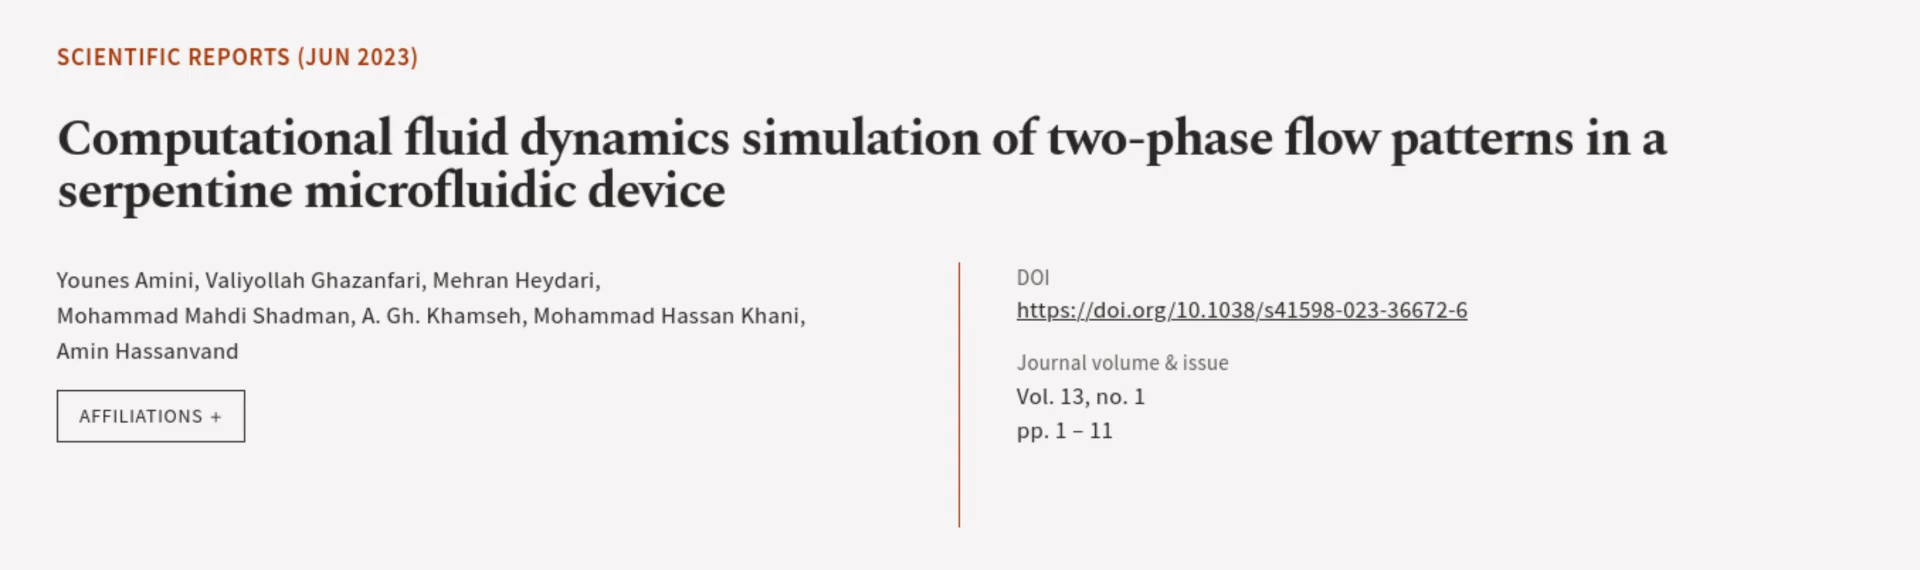 SCIENTIFIC REPORTS (JUN 2023)
Computational fluid dynamics simulation of two-phase flow patterns in a
serpentine microfluidic device
Younes Amini, Valiyollah Ghazanfari, Mehran Heydari,
Mohammad Mahdi Shadman, A. Gh. Khamseh, Mohammad Hassan Khani,
Amin Hassanvand
AFFILIATIONS +
DOI
https://doi.org/10.1038/s41598-023-36672-6
Journal volume & issue
Vol. 13, no. 1
pp. 1 – 11